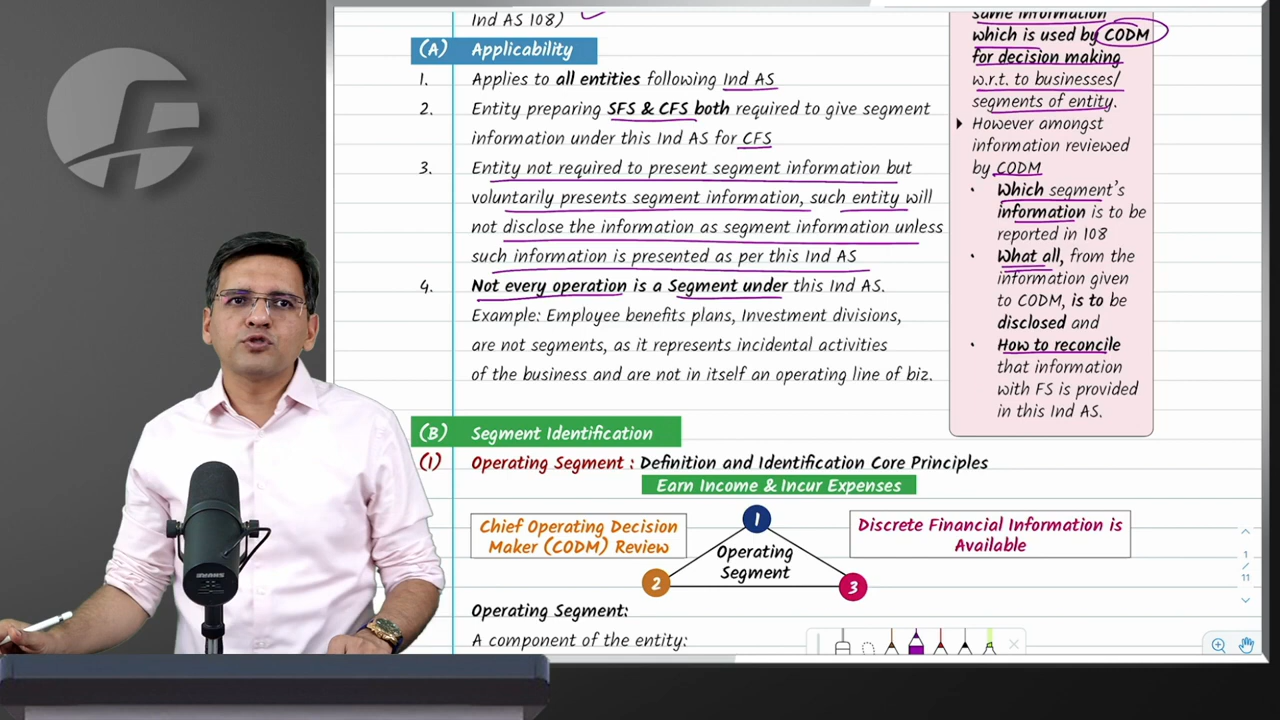 Ind AS 108)
(A) Applicability
1. Applies to all entities following Ind AS
2. Entity preparing SFS & CFS both required to give segment
information under this Ind AS for CFS
3. Entity not required to present segment information but
voluntarily presents segment information, such entity will
not disclose the information as segment information unless
such information is presented as per this Ind AS
4. Not every operation is a Segment under this Ind AS.
Example: Employee benefits plans, Investment divisions,
are not segments, as it represents incidental activities
of the business and are not in itself an operating line of biz.
same information
which is used by CODM
for decision making
w.r.t. to businesses/
segments of entity.
However amongst
information reviewed
by CODM
• Which segment's
information is to be
reported in 108
• What all, from the
information given
to CODM, is to be
disclosed and
• How to reconcile
that information
with FS is provided
in this Ind AS.
(B) Segment Identification
(1) Operating Segment : Definition and Identification Core Principles
Earn Income & Incur Expenses
1
Chief Operating Decision
Maker (CODM) Review
Operating
Segment
Discrete Financial Information is
Available
2
3
Operating Segment:
A component of the entity:
1
/
11
SHURE